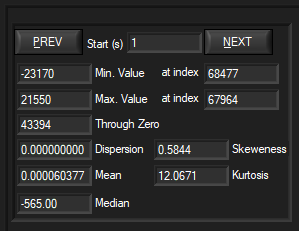 PREV Start (s) 1 NEXT
-23170 Min. Value at index 68477
21550 Max. Value at index 67964
43394 Through Zero
0.000000000 Dispersion 0.5844 Skeweness
0.000060377 Mean 12.0671 Kurtosis
-565.00 Median